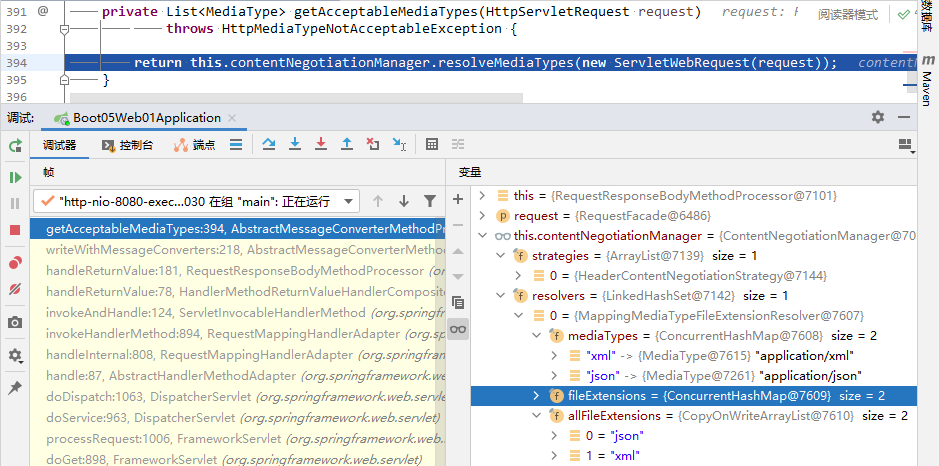 391 @ private List<MediaType> getAcceptableMediaTypes(HttpServletRequest request) request: F
阅读器模式
392 throws HttpMediaTypeNotAcceptableException {
394 return this.contentNegotiationManager.resolveMediaTypes(new ServletWebRequest(request)); contentN
395 }
396
数据库
Maven
调试: Boot05Web01Application
调试器 控制台 端点
帧
变量
"http-nio-8080-exec...030 在组 "main": 正在运行
getAcceptableMediaTypes:394, AbstractMessageConverterMethodPr
writeWithMessageConverters:218, AbstractMessageConverterMetho
handleReturnValue:181, RequestResponseBodyMethodProcessor (o
handleReturnValue:78, HandlerMethodReturnValueHandlerComposite
invokeAndHandle:124, ServletInvocableHandlerMethod (org.springf
invokeHandlerMethod:894, RequestMappingHandlerAdapter (org.sp
handleInternal:808, RequestMappingHandlerAdapter (org.springfram
handle:87, AbstractHandlerMethodAdapter (org.springframework.we
doDispatch:1063, DispatcherServlet (org.springframework.web.servl
doService:963, DispatcherServlet (org.springframework.web.servlet)
processRequest:1006, FrameworkServlet (org.springframework.web.s
doGet:898, FrameworkServlet (org.springframework.web.servlet)
this = {RequestResponseBodyMethodProcessor@7101}
request = {RequestFacade@6486}
this.contentNegotiationManager = {ContentNegotiationManager@70
strategies = {ArrayList@7139} size = 1
0 = {HeaderContentNegotiationStrategy@7144}
resolvers = {LinkedHashSet@7142} size = 1
0 = {MappingMediaTypeFileExtensionResolver@7607}
mediaTypes = {ConcurrentHashMap@7608} size = 2
"xml" -> {MediaType@7615} "application/xml"
"json" -> {MediaType@7261} "application/json"
fileExtensions = {ConcurrentHashMap@7609} size = 2
allFileExtensions = {CopyOnWriteArrayList@7610} size = 2
0 = "json"
1 = "xml"